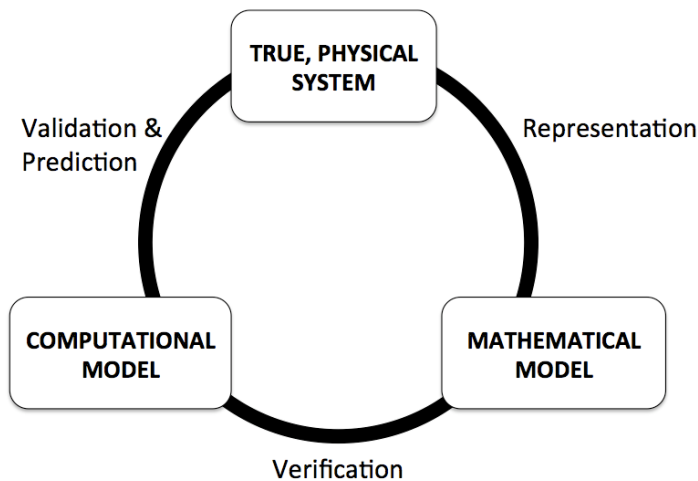 TRUE, PHYSICAL
SYSTEM
Validation &
Prediction
Representation
COMPUTATIONAL
MODEL
MATHEMATICAL
MODEL
Verification